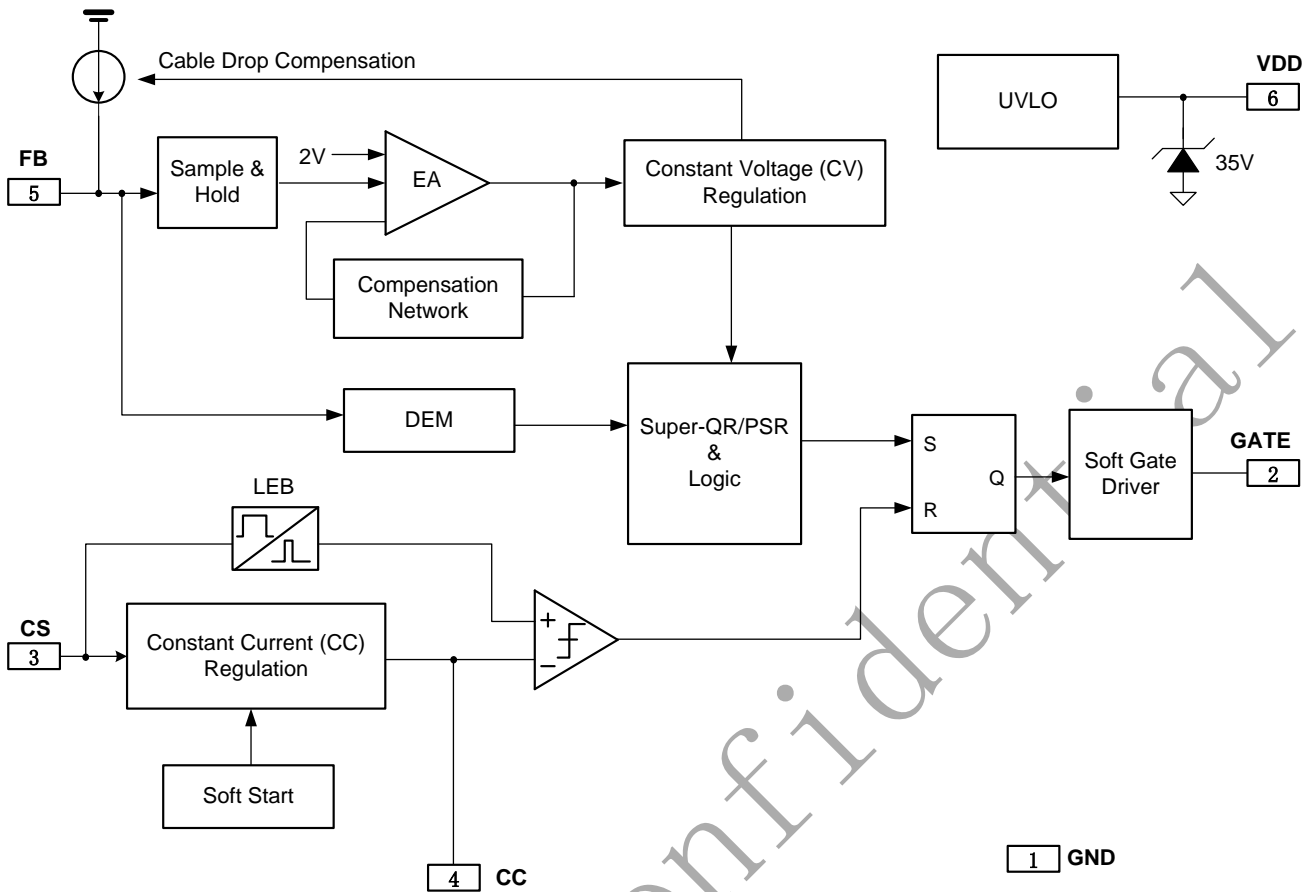 Cable Drop Compensation
VDD
UVLO
6
FB
5
Sample &
Hold
2V
EA
Constant Voltage (CV)
Regulation
35V
Compensation
Network
DEM
Super-QR/PSR
&
Logic
S
Q
R
Soft Gate
Driver
GATE
2
LEB
CS
3
Constant Current (CC)
Regulation
+
−
Soft Start
4
CC
1
GND
onfidential